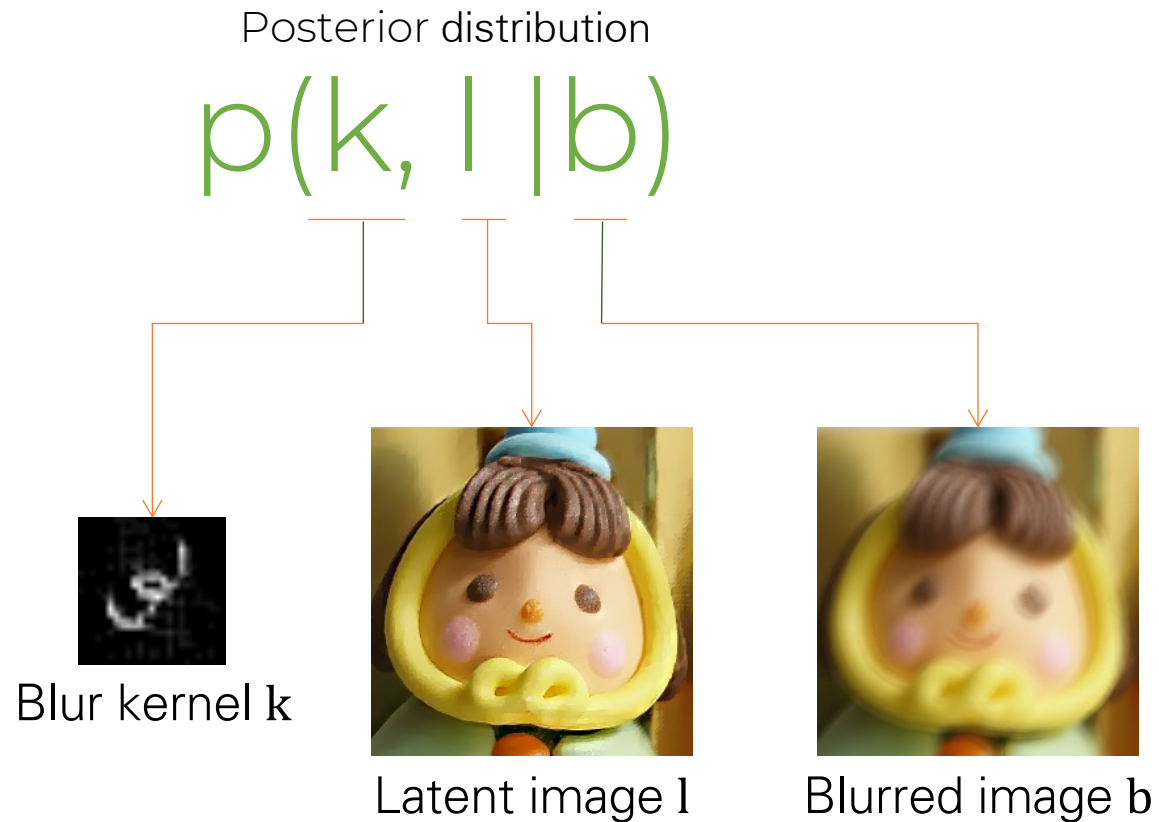 Posterior distribution
p(k, l |b)
Blur kernel k
Latent image l
Blurred image b